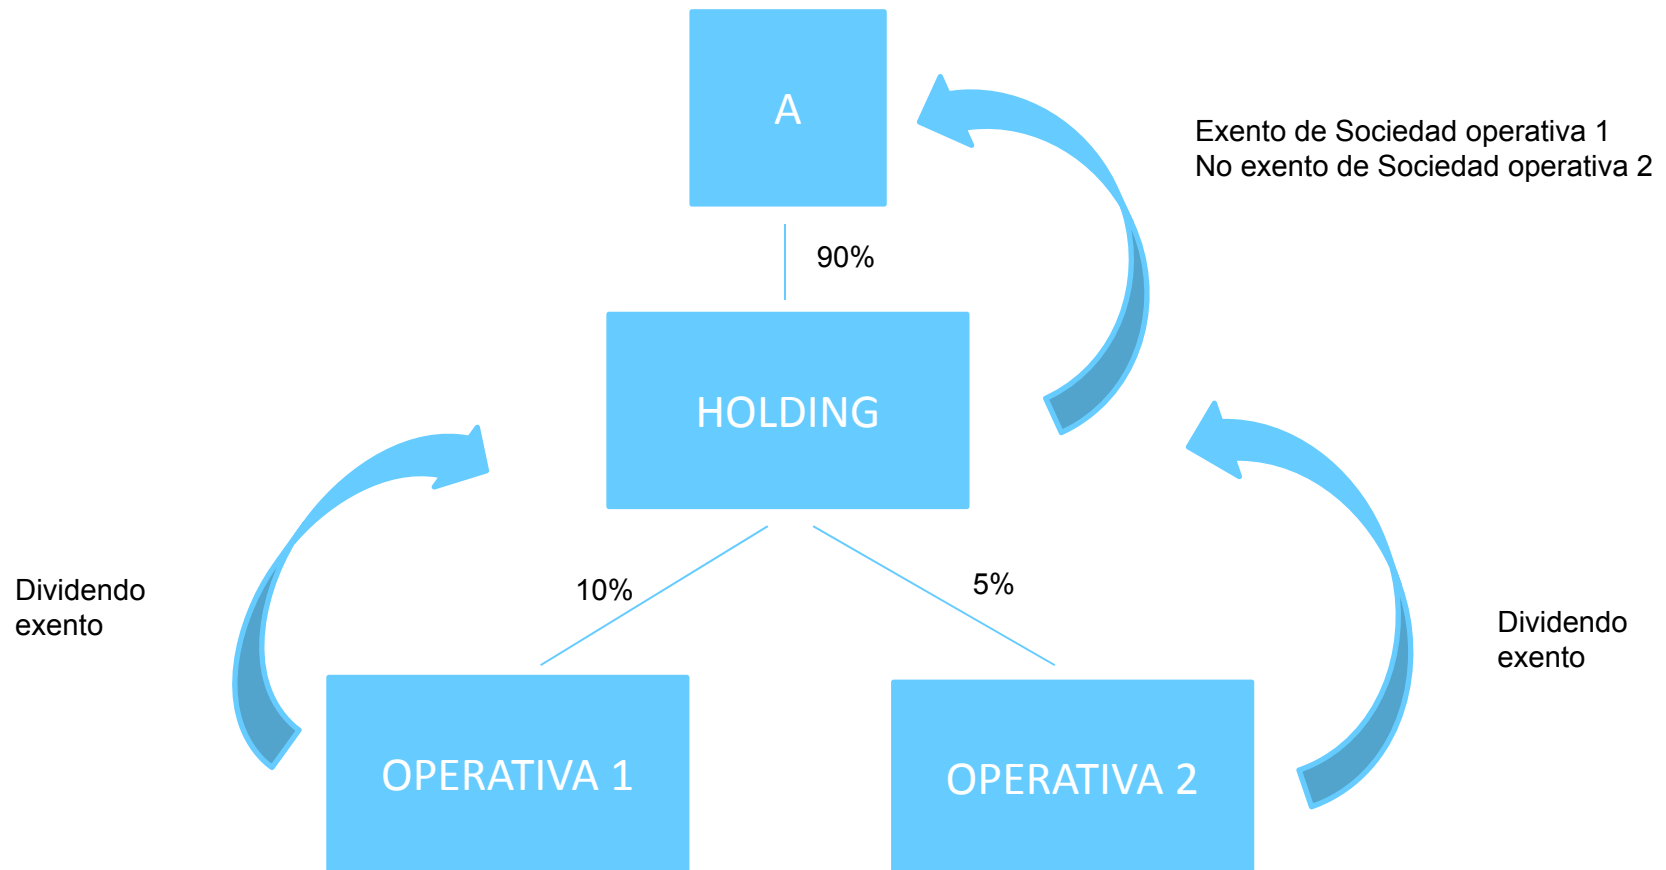 A
Exento de Sociedad operativa 1
No exento de Sociedad operativa 2
90%
HOLDING
10%
5%
Dividendo
exento
Dividendo
exento
OPERATIVA 1
OPERATIVA 2